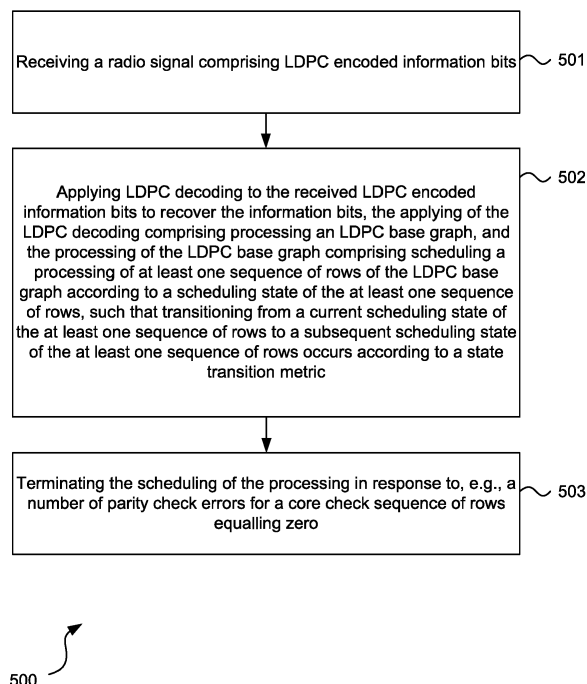 Receiving a radio signal comprising LDPC encoded information bits
501
502
Applying LDPC decoding to the received LDPC encoded
information bits to recover the information bits, the applying of the
LDPC decoding comprising processing an LDPC base graph, and
the processing of the LDPC base graph comprising scheduling a
processing of at least one sequence of rows of the LDPC base
graph according to a scheduling state of the at least one sequence
of rows, such that transitioning from a current scheduling state of
the at least one sequence of rows to a subsequent scheduling state
of the at least one sequence of rows occurs according to a state
transition metric
Terminating the scheduling of the processing in response to, e.g., a
number of parity check errors for a core check sequence of rows
equalling zero
503
500